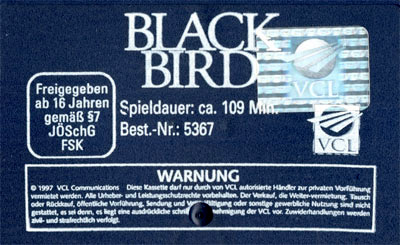 BLACK
BIRD
VCL
Freigegeben
ab 16 Jahren
gemäß §7
JÖSchG
FSK
Spieldauer: ca. 109 Min.
Best.-Nr.: 5367
VCL
WARNUNG
© 1997 VCL Communications Diese Kassette darf nur durch von VCL autorisierte Händler zur privaten Vorführung
vermietet werden. Alle Urheber- und Leistungsschutzrechte vorbehalten. Der Verkauf, die Weiter-vermietung, Tausch
oder Rückkauf, öffentliche Vorführung, Sendung und Vervielfältigung oder sonstige gewerbliche Nutzung sind nicht
gestattet, es sei denn, es liegt eine ausdrückliche schriftliche Genehmigung der VCL vor. Zuwiderhandlungen werden
zivil- und strafrechtlich verfolgt.